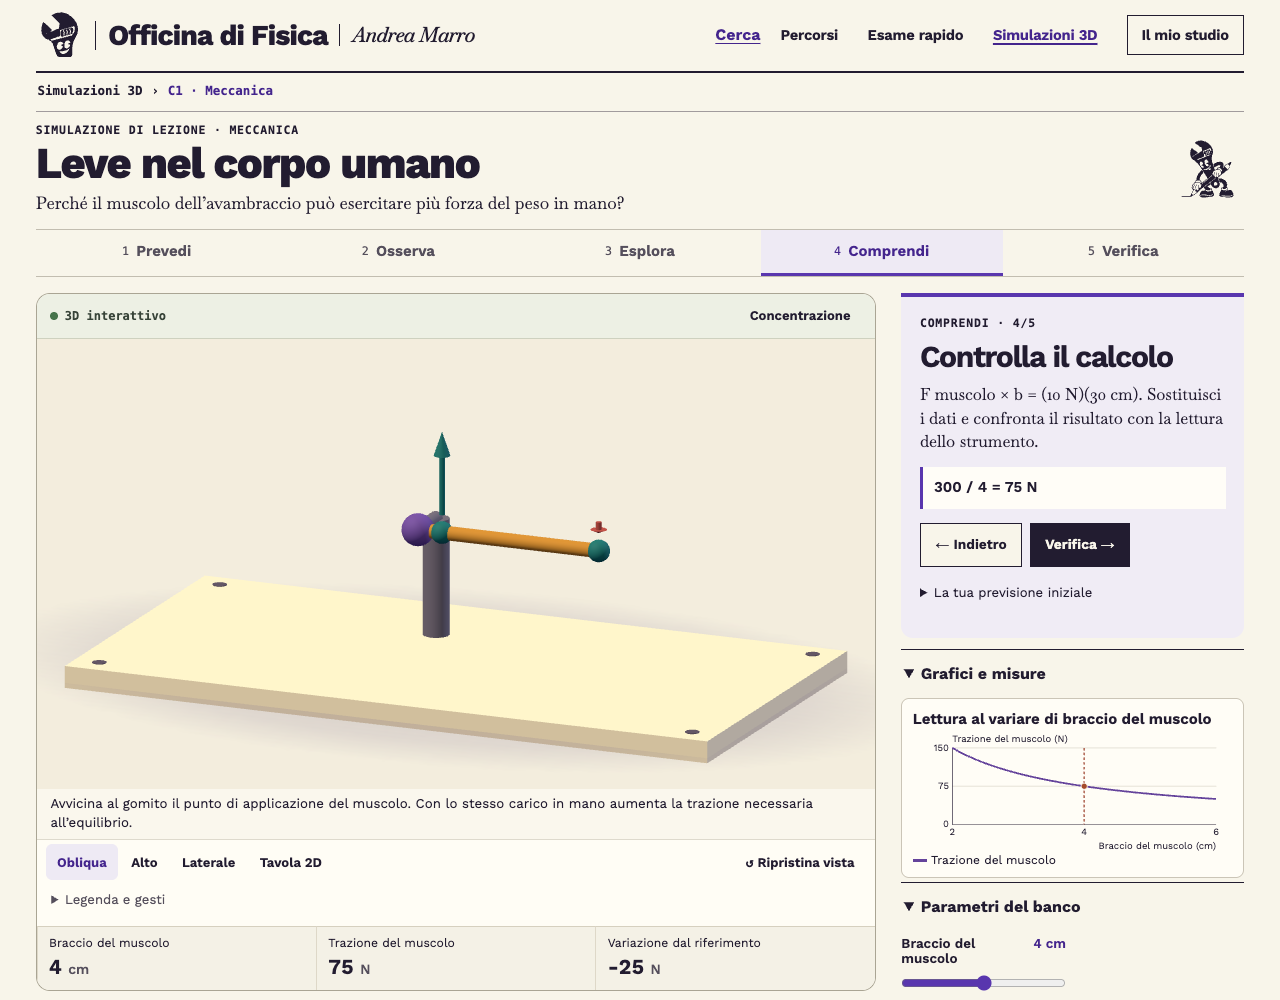 Officina di Fisica
Andrea Marro
Cerca
Percorsi
Esame rapido
Simulazioni 3D
Il mio studio
Simulazioni 3D › C1 · Meccanica
SIMULAZIONE DI LEZIONE · MECCANICA
Leve nel corpo umano
Perché il muscolo dell’avambraccio può esercitare più forza del peso in mano?
1 Prevedi
2 Osserva
3 Esplora
4 Comprendi
5 Verifica
3D interattivo
Concentrazione
Avvicina al gomito il punto di applicazione del muscolo. Con lo stesso carico in mano aumenta la trazione necessaria
all’equilibrio.
Obliqua
Alto
Laterale
Tavola 2D
↺ Ripristina vista
▶ Legenda e gesti
Braccio del muscolo
4 cm
Trazione del muscolo
75 N
Variazione dal riferimento
-25 N
COMPRENDI · 4/5
Controlla il calcolo
F muscolo × b = (10 N)(30 cm). Sostituisci
i dati e confronta il risultato con la lettura
dello strumento.
300 / 4 = 75 N
← Indietro
Verifica →
▶ La tua previsione iniziale
▼ Grafici e misure
Lettura al variare di braccio del muscolo
Trazione del muscolo (N)
150
75
0
2
4
6
Braccio del muscolo (cm)
Trazione del muscolo
▼ Parametri del banco
Braccio del
muscolo
4 cm